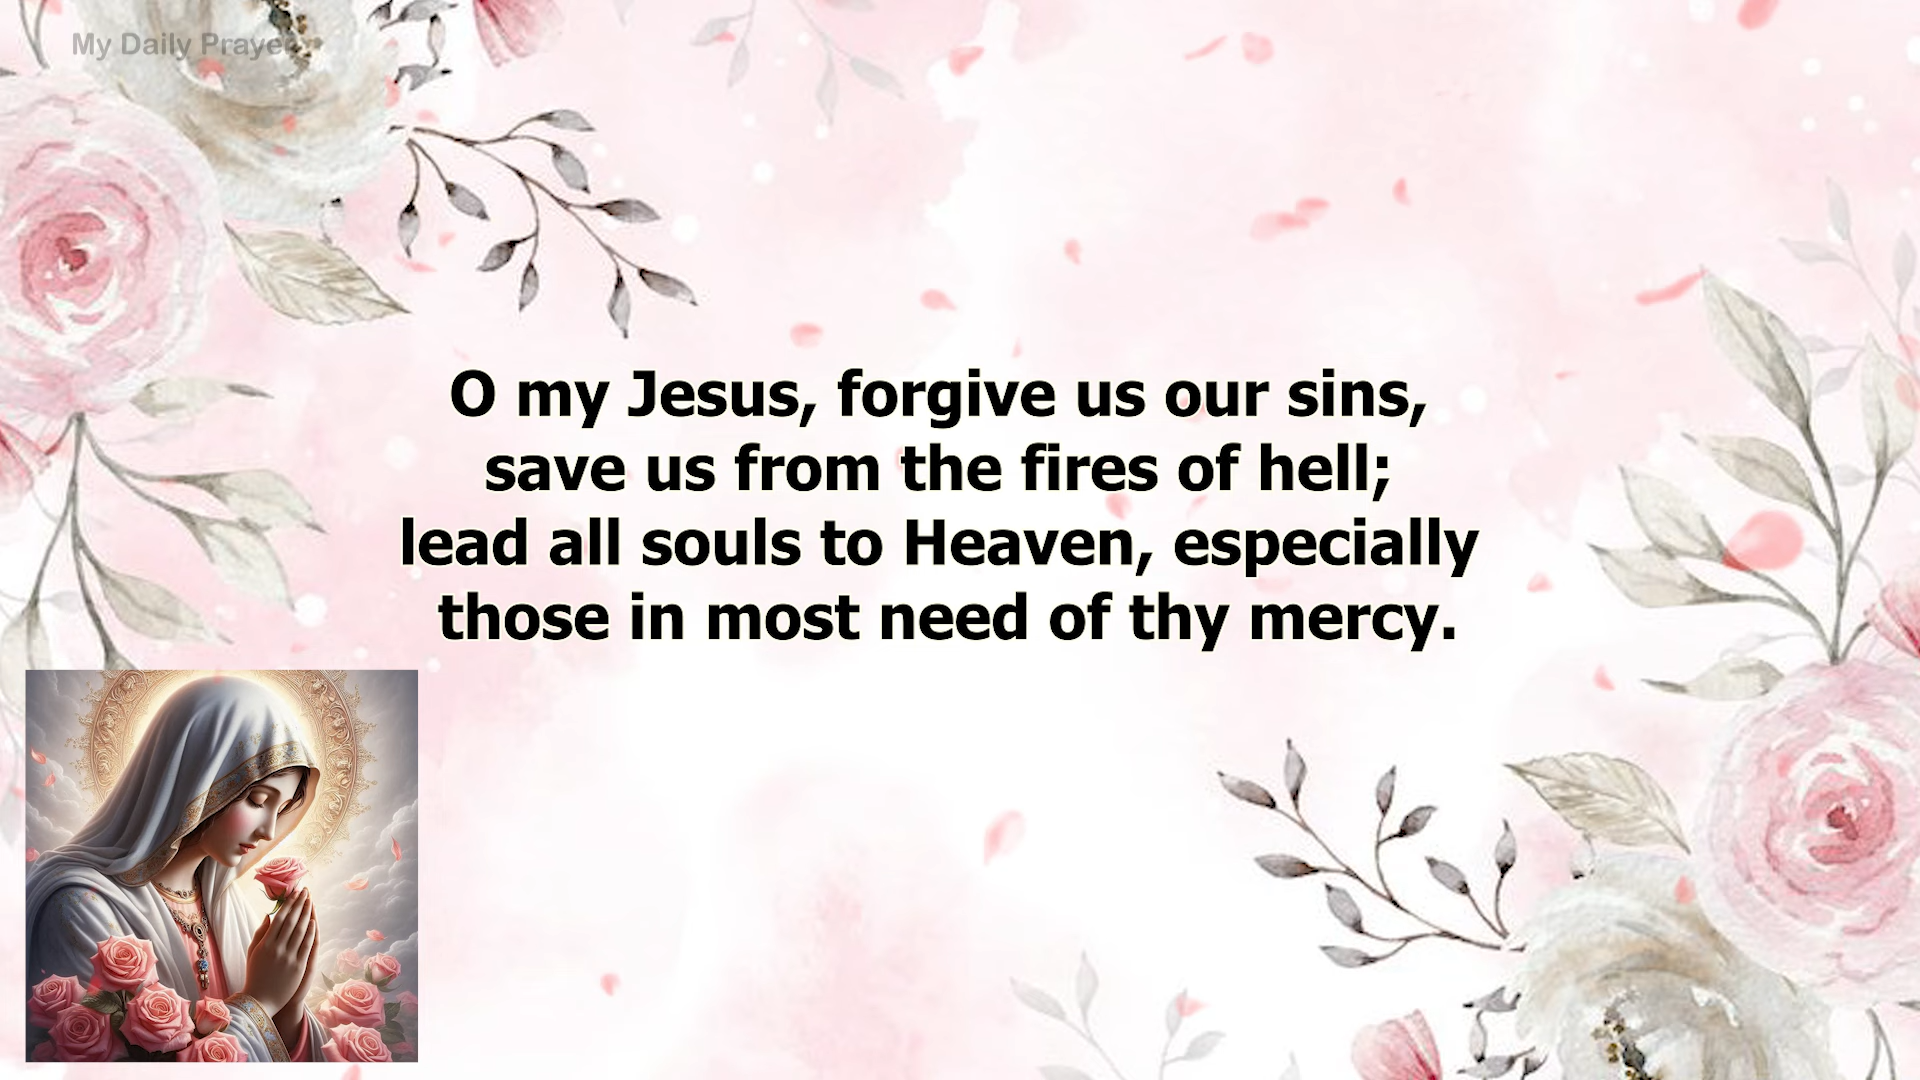 My Daily Prayer
O my Jesus, forgive us our sins,
save us from the fires of hell;
lead all souls to Heaven, especially
those in most need of thy mercy.